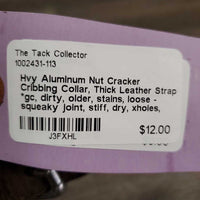 The Tack Collector
1002431-113
Hvy Aluminum Nut Cracker
Cribbing Collar, Thick Leather Strap
*gc, dirty, older, stains, loose -
squeaky joint, stiff, dry, xholes,
$12.00
J3FXHL